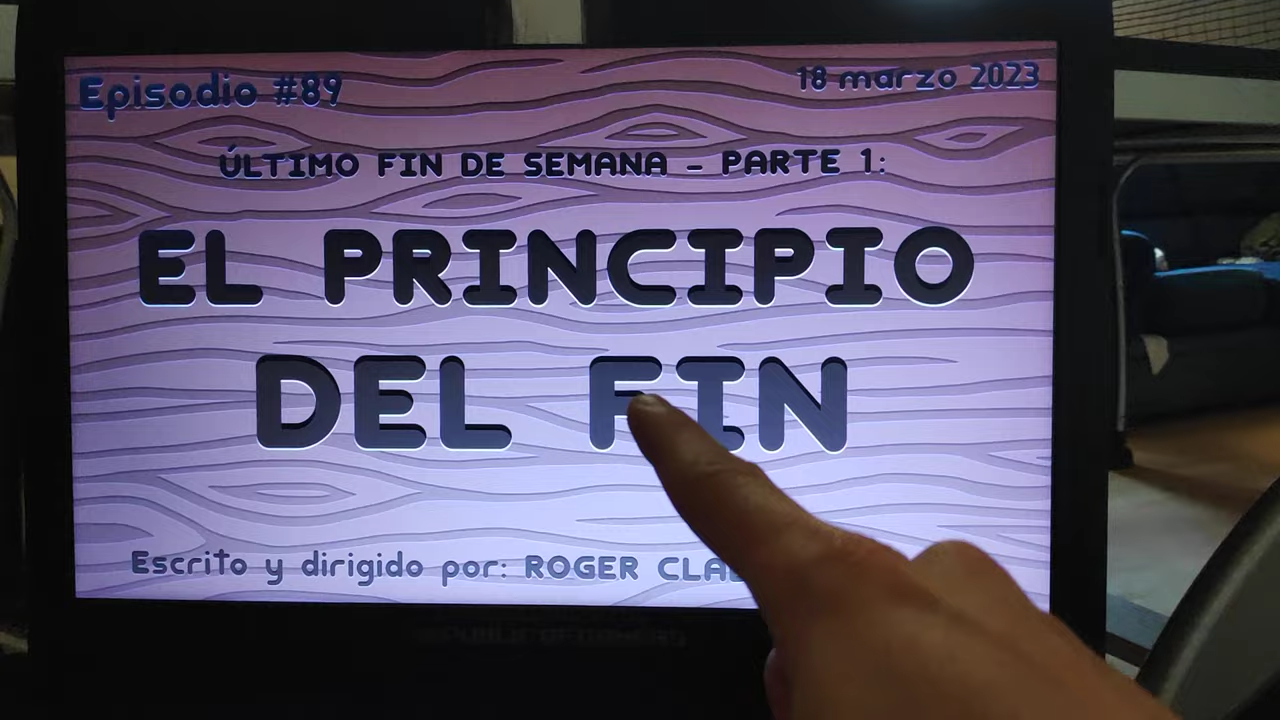 Episodio #89
18 marzo 2023
ÚLTIMO FIN DE SEMANA - PARTE 1:
EL PRINCIPIO
DEL FIN
Escrito y dirigido por: ROGER